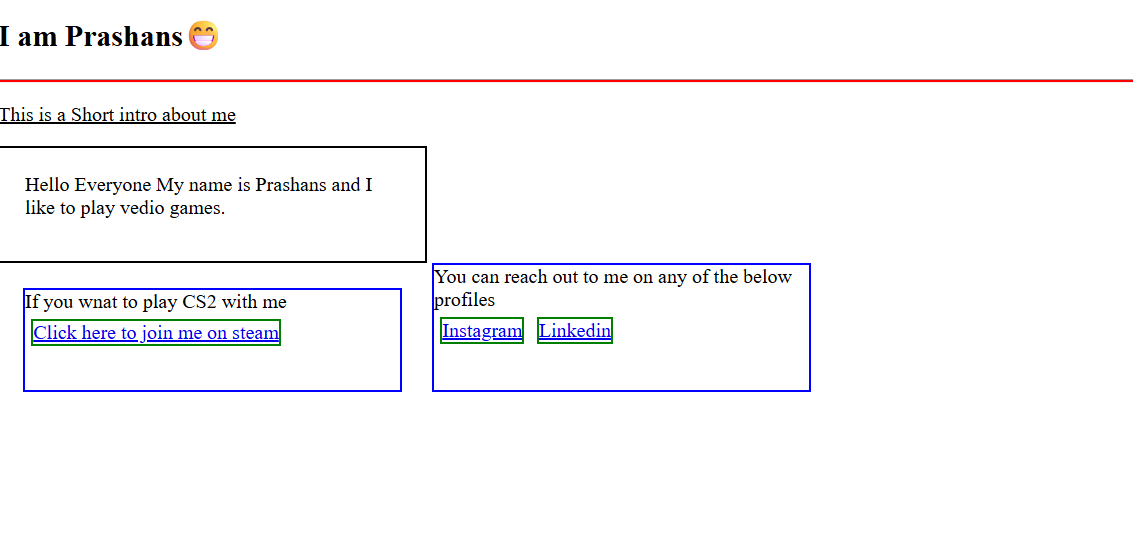 I am Prashans 😁
This is a Short intro about me
Hello Everyone My name is Prashans and I
like to play vedio games.
If you wnat to play CS2 with me
Click here to join me on steam
You can reach out to me on any of the below
profiles
Instagram Linkedin